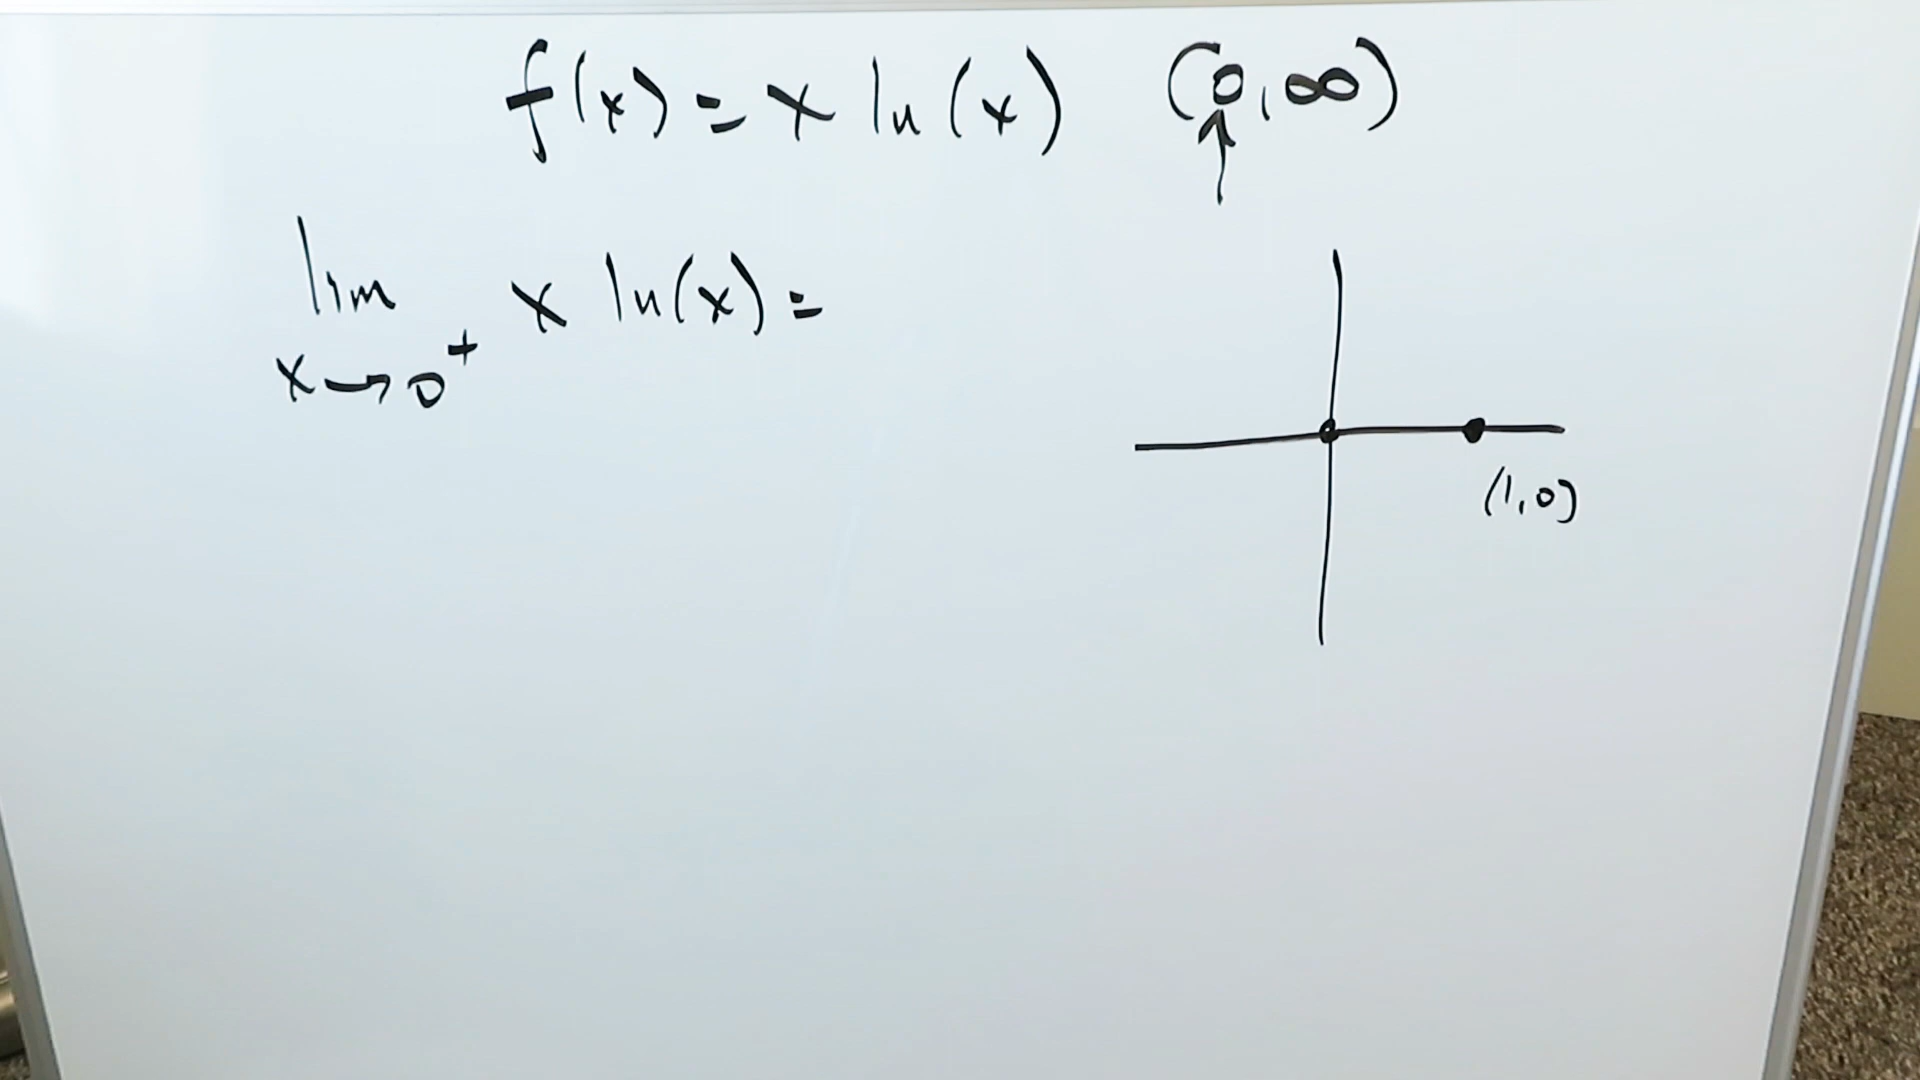 f(x) = x ln(x) (0, ∞)
↑
lim x ln(x) =
x → 0⁺
(1, 0)